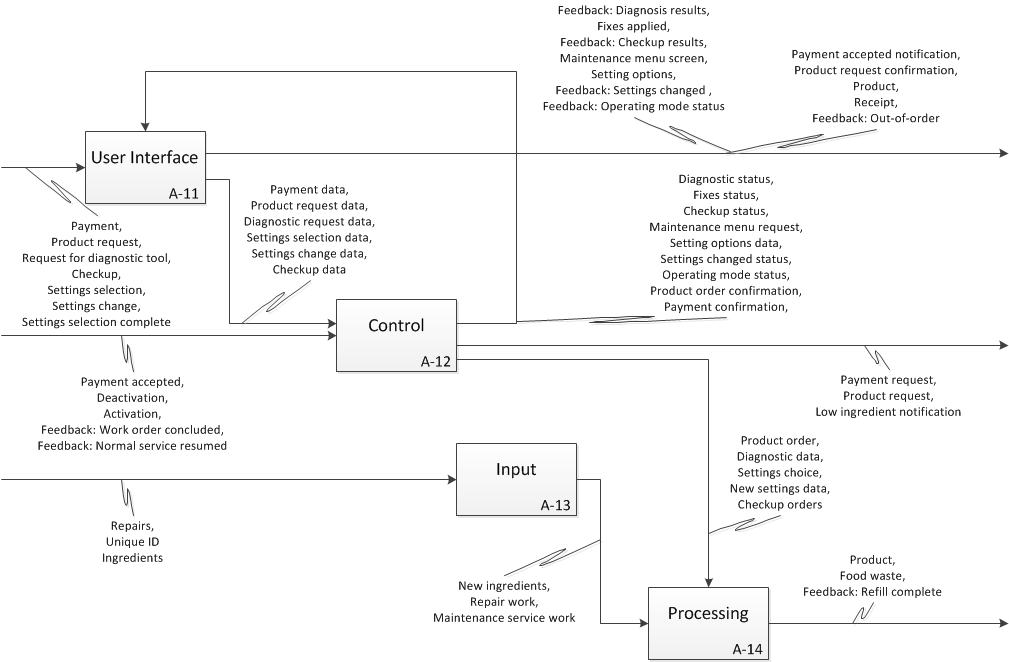 Feedback: Diagnosis results,
Fixes applied,
Feedback: Checkup results,
Maintenance menu screen,
Setting options,
Feedback: Settings changed ,
Feedback: Operating mode status
Payment accepted notification,
Product request confirmation,
Product,
Receipt,
Feedback: Out-of-order
User Interface
A-11
Payment,
Product request,
Request for diagnostic tool,
Checkup,
Settings selection,
Settings change,
Settings selection complete
Payment data,
Product request data,
Diagnostic request data,
Settings selection data,
Settings change data,
Checkup data
Diagnostic status,
Fixes status,
Checkup status,
Maintenance menu request,
Setting options data,
Settings changed status,
Operating mode status,
Product order confirmation,
Payment confirmation,
Control
A-12
Payment accepted,
Deactivation,
Activation,
Feedback: Work order concluded,
Feedback: Normal service resumed
Payment request,
Product request,
Low ingredient notification
Input
A-13
Product order,
Diagnostic data,
Settings choice,
New settings data,
Checkup orders
Repairs,
Unique ID
Ingredients
New ingredients,
Repair work,
Maintenance service work
Processing
A-14
Product,
Food waste,
Feedback: Refill complete